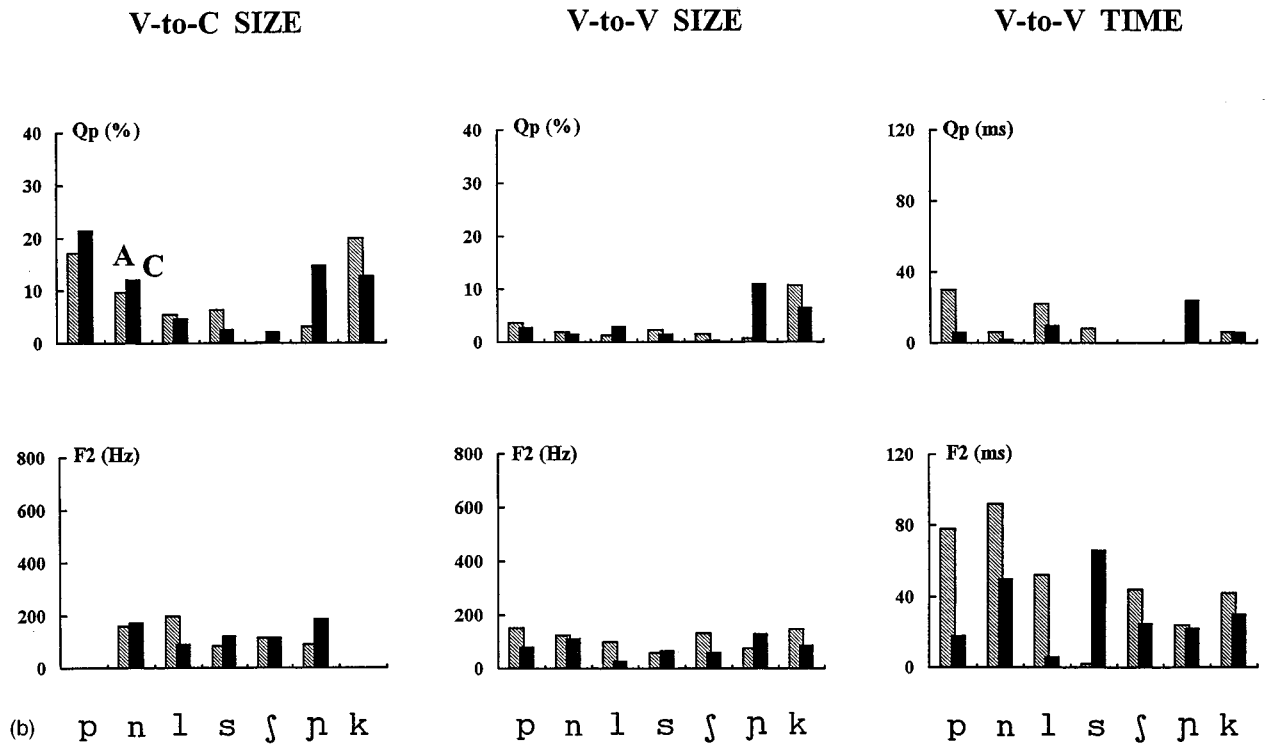 V-to-C SIZE
V-to-V SIZE
V-to-V TIME
Qp (%)
40
30
20
10
0
A C
Qp (%)
40
30
20
10
0
Qp (ms)
120
80
40
0
F2 (Hz)
800
600
400
200
0
F2 (Hz)
800
600
400
200
0
F2 (ms)
120
80
40
0
(b) p n l s ʃ ɲ k
p n l s ʃ ɲ k
p n l s ʃ ɲ k